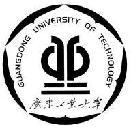 GUANGDONG UNIVERSITY OF TECHNOLOGY
广东工业大学